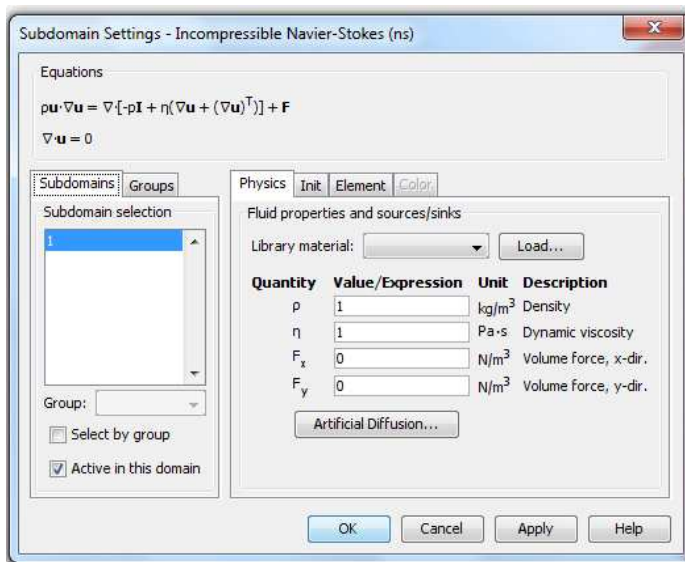 Subdomain Settings - Incompressible Navier-Stokes (ns)
Equations
ρu·∇u = ∇·[-pI + η(∇u + (∇u)ᵀ)] + F
∇·u = 0
Subdomains Groups
Subdomain selection
1
Group:
Select by group
Active in this domain
Physics Init Element Color
Fluid properties and sources/sinks
Library material: Load...
Quantity Value/Expression Unit Description
ρ 1 kg/m³ Density
η 1 Pa·s Dynamic viscosity
Fₓ 0 N/m³ Volume force, x-dir.
F_y 0 N/m³ Volume force, y-dir.
Artificial Diffusion...
OK Cancel Apply Help